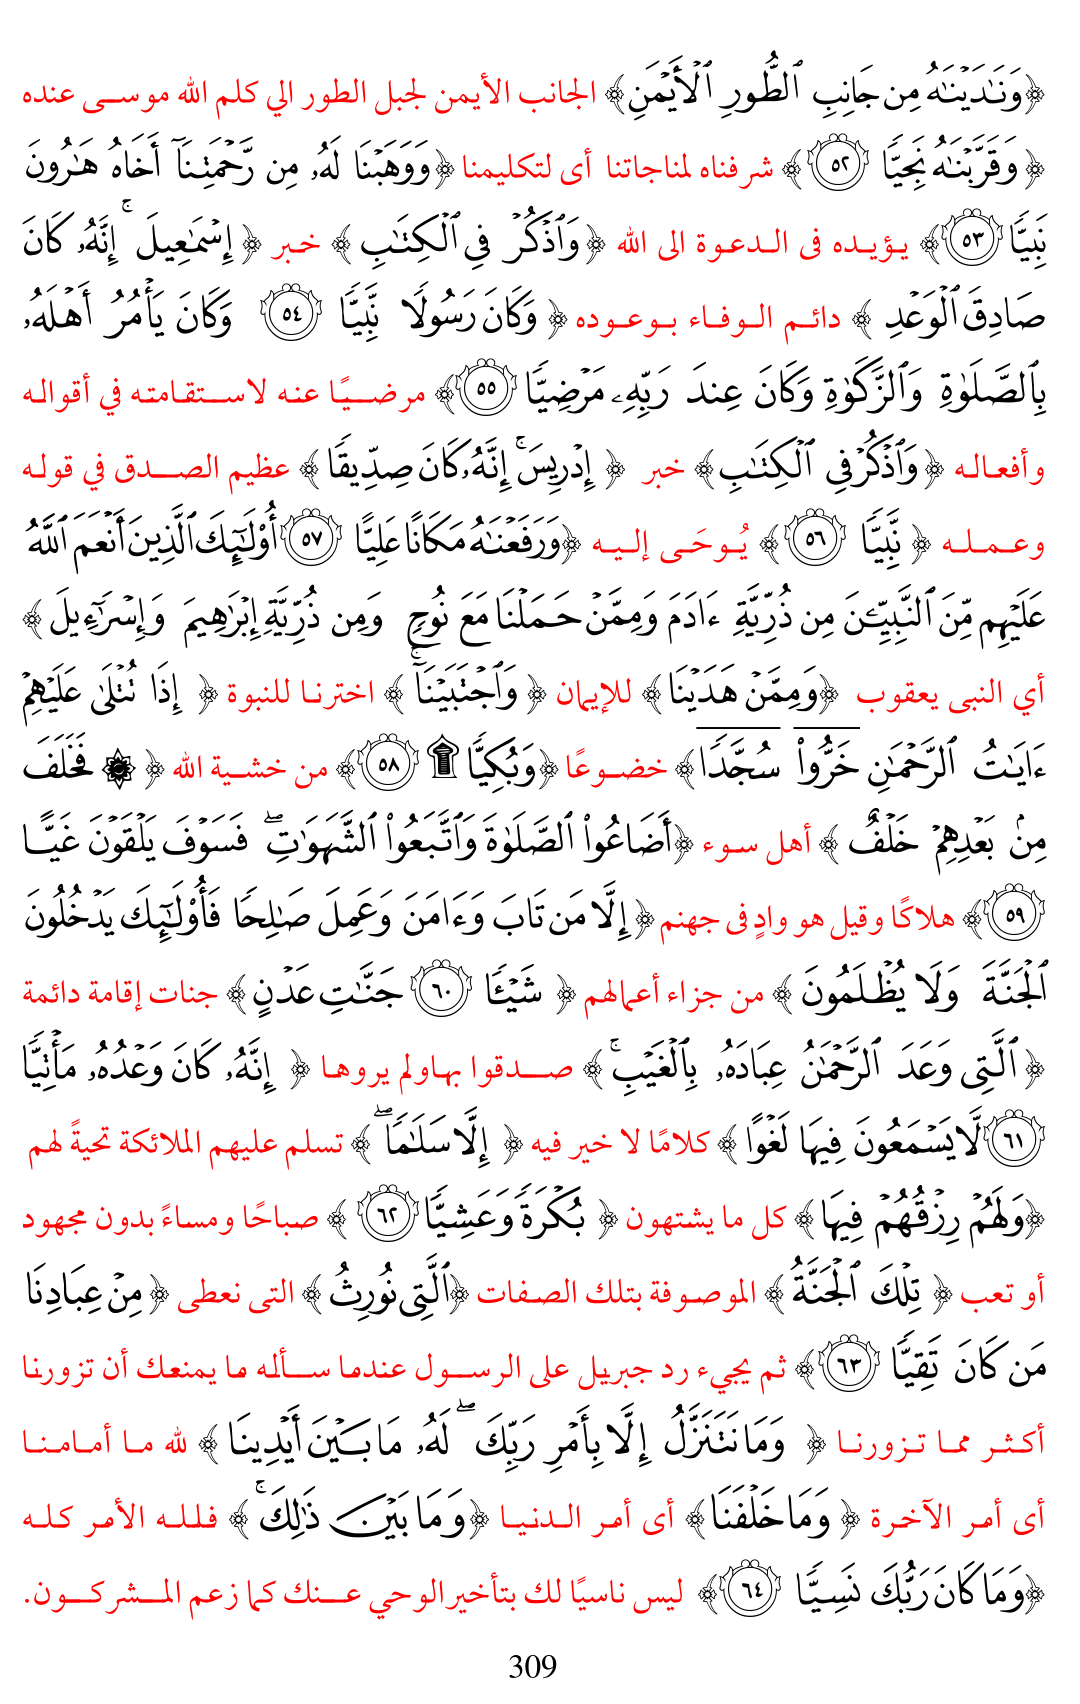 ﴿وَنَٰدَيْنَٰهُ مِن جَانِبِ ٱلطُّورِ ٱلْأَيْمَنِ﴾ الجانب الأيمن لجبل الطور الي كلم الله موسى عنده
﴿وَقَرَّبْنَٰهُ نَجِيًّا ٥٢﴾ شرفناه لمناجاتنا أى لتكليمنا ﴿وَوَهَبْنَا لَهُۥ مِن رَّحْمَتِنَآ أَخَاهُ هَٰرُونَ
نَبِيًّا ٥٣﴾ يؤيده فى الدعوة الى الله ﴿وَٱذْكُرْ فِى ٱلْكِتَٰبِ﴾ خبر ﴿إِسْمَٰعِيلَ ۚ إِنَّهُۥ كَانَ
صَادِقَ ٱلْوَعْدِ﴾ دائم الوفاء بوعوده ﴿وَكَانَ رَسُولًا نَّبِيًّا ٥٤ وَكَانَ يَأْمُرُ أَهْلَهُۥ
بِٱلصَّلَوٰةِ وَٱلزَّكَوٰةِ وَكَانَ عِندَ رَبِّهِۦ مَرْضِيًّا ٥٥﴾ مرضيًا عنه لاستقامته في أقواله
وأفعاله ﴿وَٱذْكُرْ فِى ٱلْكِتَٰبِ﴾ خبر ﴿إِدْرِيسَ ۚ إِنَّهُۥ كَانَ صِدِّيقًا﴾ عظيم الصدق في قوله
وعمله ﴿نَّبِيًّا ٥٦﴾ يُوحَى إليه ﴿وَرَفَعْنَٰهُ مَكَانًا عَلِيًّا ٥٧ أُو۟لَٰٓئِكَ ٱلَّذِينَ أَنْعَمَ ٱللَّهُ
عَلَيْهِم مِّنَ ٱلنَّبِيِّـۧنَ مِن ذُرِّيَّةِ ءَادَمَ وَمِمَّنْ حَمَلْنَا مَعَ نُوحٍ وَمِن ذُرِّيَّةِ إِبْرَٰهِيمَ وَإِسْرَٰٓءِيلَ﴾
أي النبى يعقوب ﴿وَمِمَّنْ هَدَيْنَا﴾ للإيمان ﴿وَٱجْتَبَيْنَآ ۚ﴾ اخترنا للنبوة ﴿إِذَا تُتْلَىٰ عَلَيْهِمْ
ءَايَٰتُ ٱلرَّحْمَٰنِ خَرُّوا۟ سُجَّدًا﴾ خضوعًا ﴿وَبُكِيًّا ۩ ٥٨﴾ من خشية الله ﴿۞ فَخَلَفَ
مِنۢ بَعْدِهِمْ خَلْفٌ﴾ أهل سوء ﴿أَضَاعُوا۟ ٱلصَّلَوٰةَ وَٱتَّبَعُوا۟ ٱلشَّهَوَٰتِ ۖ فَسَوْفَ يَلْقَوْنَ غَيًّا
٥٩﴾ هلاكًا وقيل هو وادٍ فى جهنم ﴿إِلَّا مَن تَابَ وَءَامَنَ وَعَمِلَ صَٰلِحًا فَأُو۟لَٰٓئِكَ يَدْخُلُونَ
ٱلْجَنَّةَ وَلَا يُظْلَمُونَ﴾ من جزاء أعمالهم ﴿شَيْـًٔا ٦٠ جَنَّٰتِ عَدْنٍ﴾ جنات إقامة دائمة
﴿ٱلَّتِى وَعَدَ ٱلرَّحْمَٰنُ عِبَادَهُۥ بِٱلْغَيْبِ ۚ﴾ صدقوا بها ولم يروها ﴿إِنَّهُۥ كَانَ وَعْدُهُۥ مَأْتِيًّا
٦١ لَّا يَسْمَعُونَ فِيهَا لَغْوًا﴾ كلامًا لا خير فيه ﴿إِلَّا سَلَٰمًا ۖ﴾ تسلم عليهم الملائكة تحيةً لهم
﴿وَلَهُمْ رِزْقُهُمْ فِيهَا﴾ كل ما يشتهون ﴿بُكْرَةً وَعَشِيًّا ٦٢﴾ صباحًا ومساءً بدون مجهود
أو تعب ﴿تِلْكَ ٱلْجَنَّةُ﴾ الموصوفة بتلك الصفات ﴿ٱلَّتِى نُورِثُ﴾ التى نعطى ﴿مِنْ عِبَادِنَا
مَن كَانَ تَقِيًّا ٦٣﴾ ثم يجيء رد جبريل على الرسول عندما سأله ما يمنعك أن تزورنا
أكثر مما تزورنا ﴿وَمَا نَتَنَزَّلُ إِلَّا بِأَمْرِ رَبِّكَ ۖ لَهُۥ مَا بَيْنَ أَيْدِينَا﴾ لله ما أمامنا
أى أمر الآخرة ﴿وَمَا خَلْفَنَا﴾ أى أمر الدنيا ﴿وَمَا بَيْنَ ذَٰلِكَ ۚ﴾ فلله الأمر كله
﴿وَمَا كَانَ رَبُّكَ نَسِيًّا ٦٤﴾ ليس ناسيًا لك بتأخير الوحي عنك كما زعم المشركون.
309